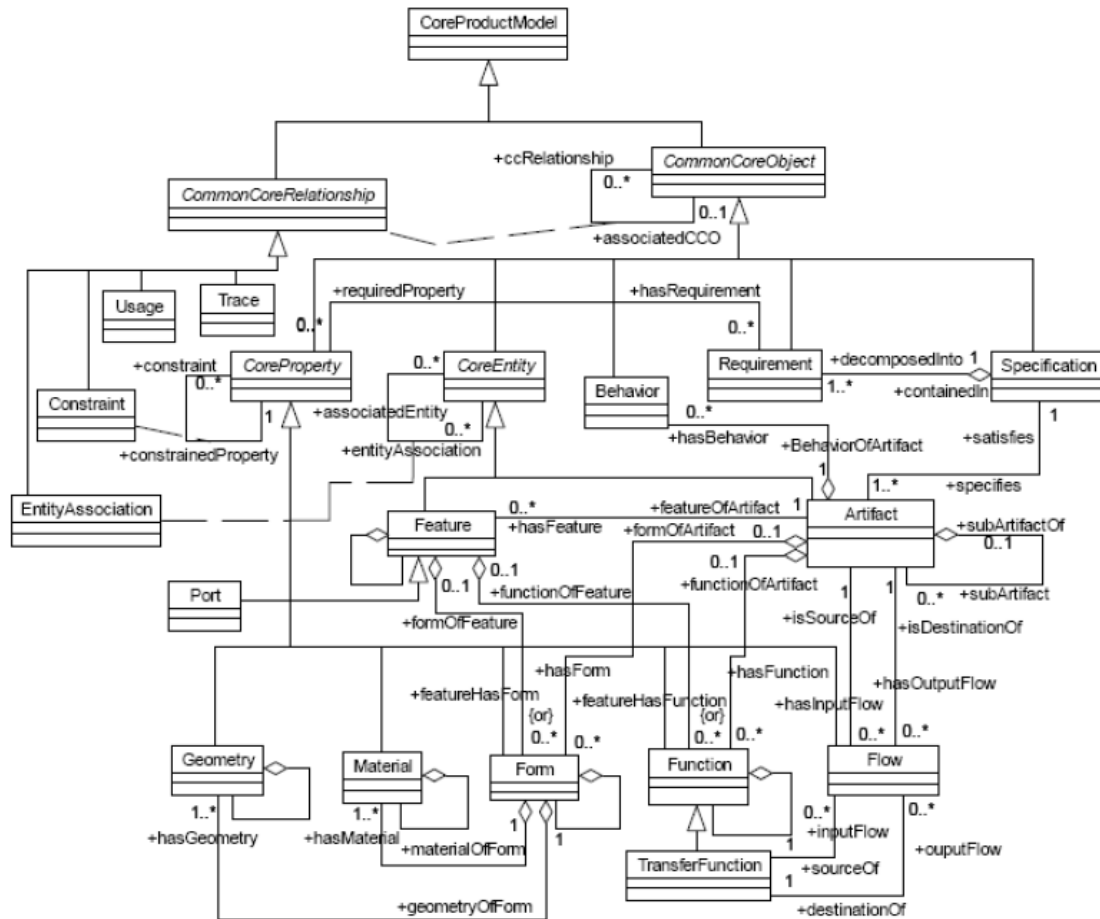 CoreProductModel
+ccRelationship
CommonCoreObject
0..*
CommonCoreRelationship
0..1
+associatedCCO
Usage
Trace
+requiredProperty
+hasRequirement
0..*
0..*
0..*
+constraint
CoreProperty
CoreEntity
Requirement
+decomposedInto
1
Specification
0..*
Behavior
1..*
+containedIn
Constraint
1
+associatedEntity
0..*
0..*
1
+constrainedProperty
+entityAssociation
+hasBehavior
+BehaviorOfArtifact
+satisfies
1
1..*
EntityAssociation
+specifies
0..*
+featureOfArtifact
1
Feature
+hasFeature
+formOfArtifact
0..1
Artifact
+subArtifactOf
0..1
Port
0..1
0..1
+functionOfFeature
+functionOfArtifact
1
1
0..*
+subArtifact
+formOfFeature
+isSourceOf
+isDestinationOf
+hasForm
+hasFunction
+hasOutputFlow
+featureHasForm
+featureHasFunction
+hasInputFlow
{or}
{or}
0..*
0..*
0..*
0..*
0..*
0..*
Geometry
Material
Form
Function
Flow
1..*
1..*
1
1
0..*
0..*
+hasGeometry
+hasMaterial
+materialOfForm
1
+inputFlow
+ouputFlow
TransferFunction
+sourceOf
1
+geometryOfForm
+destinationOf